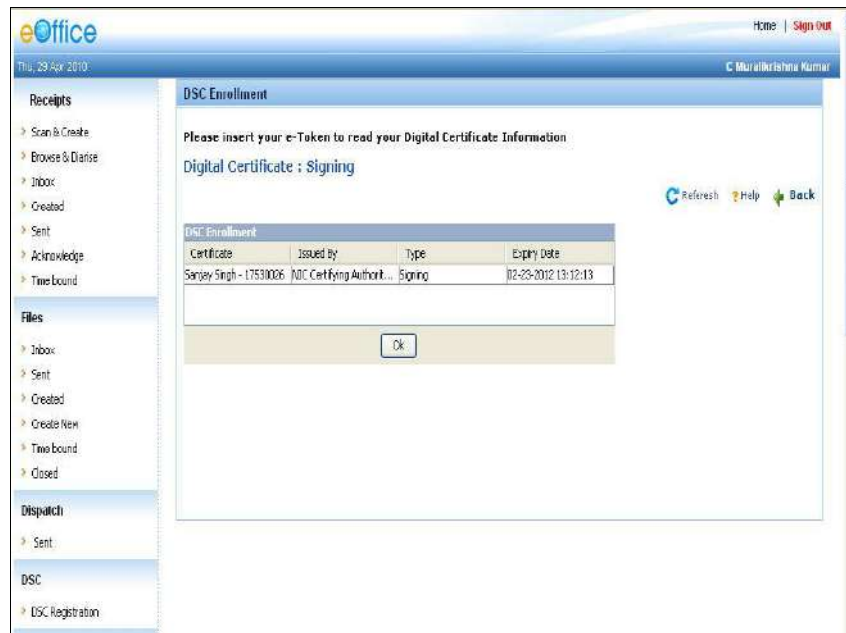 eOffice
Home | Sign Out
Thu, 29 Apr 2010
C Muralikrishna Kumar
Receipts
Scan & Create
Browse & Diarise
Inbox
Created
Sent
Acknowledge
Time bound
Files
Inbox
Sent
Created
Create New
Time bound
Closed
Dispatch
Sent
DSC
DSC Registration
DSC Enrollment
Please insert your e-Token to read your Digital Certificate Information
Digital Certificate : Signing
Referesh ? Help Back
DSC Enrollment
Certificate Issued By Type Expiry Date
Sanjay Singh - 17530026 NIC Certifying Authorit... Signing 02-23-2012 13:12:13
Ok